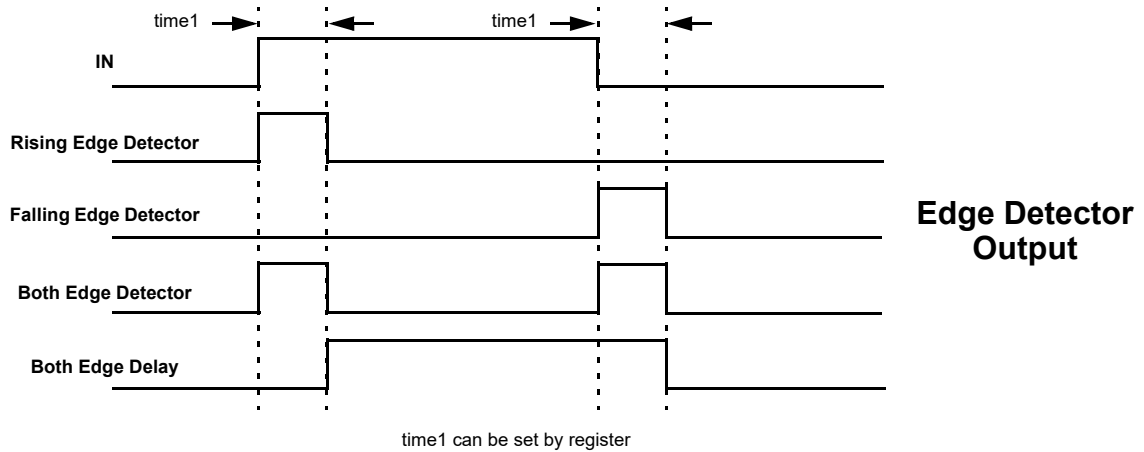 time1
time1
IN
Rising Edge Detector
Falling Edge Detector
Edge Detector
Output
Both Edge Detector
Both Edge Delay
time1 can be set by register